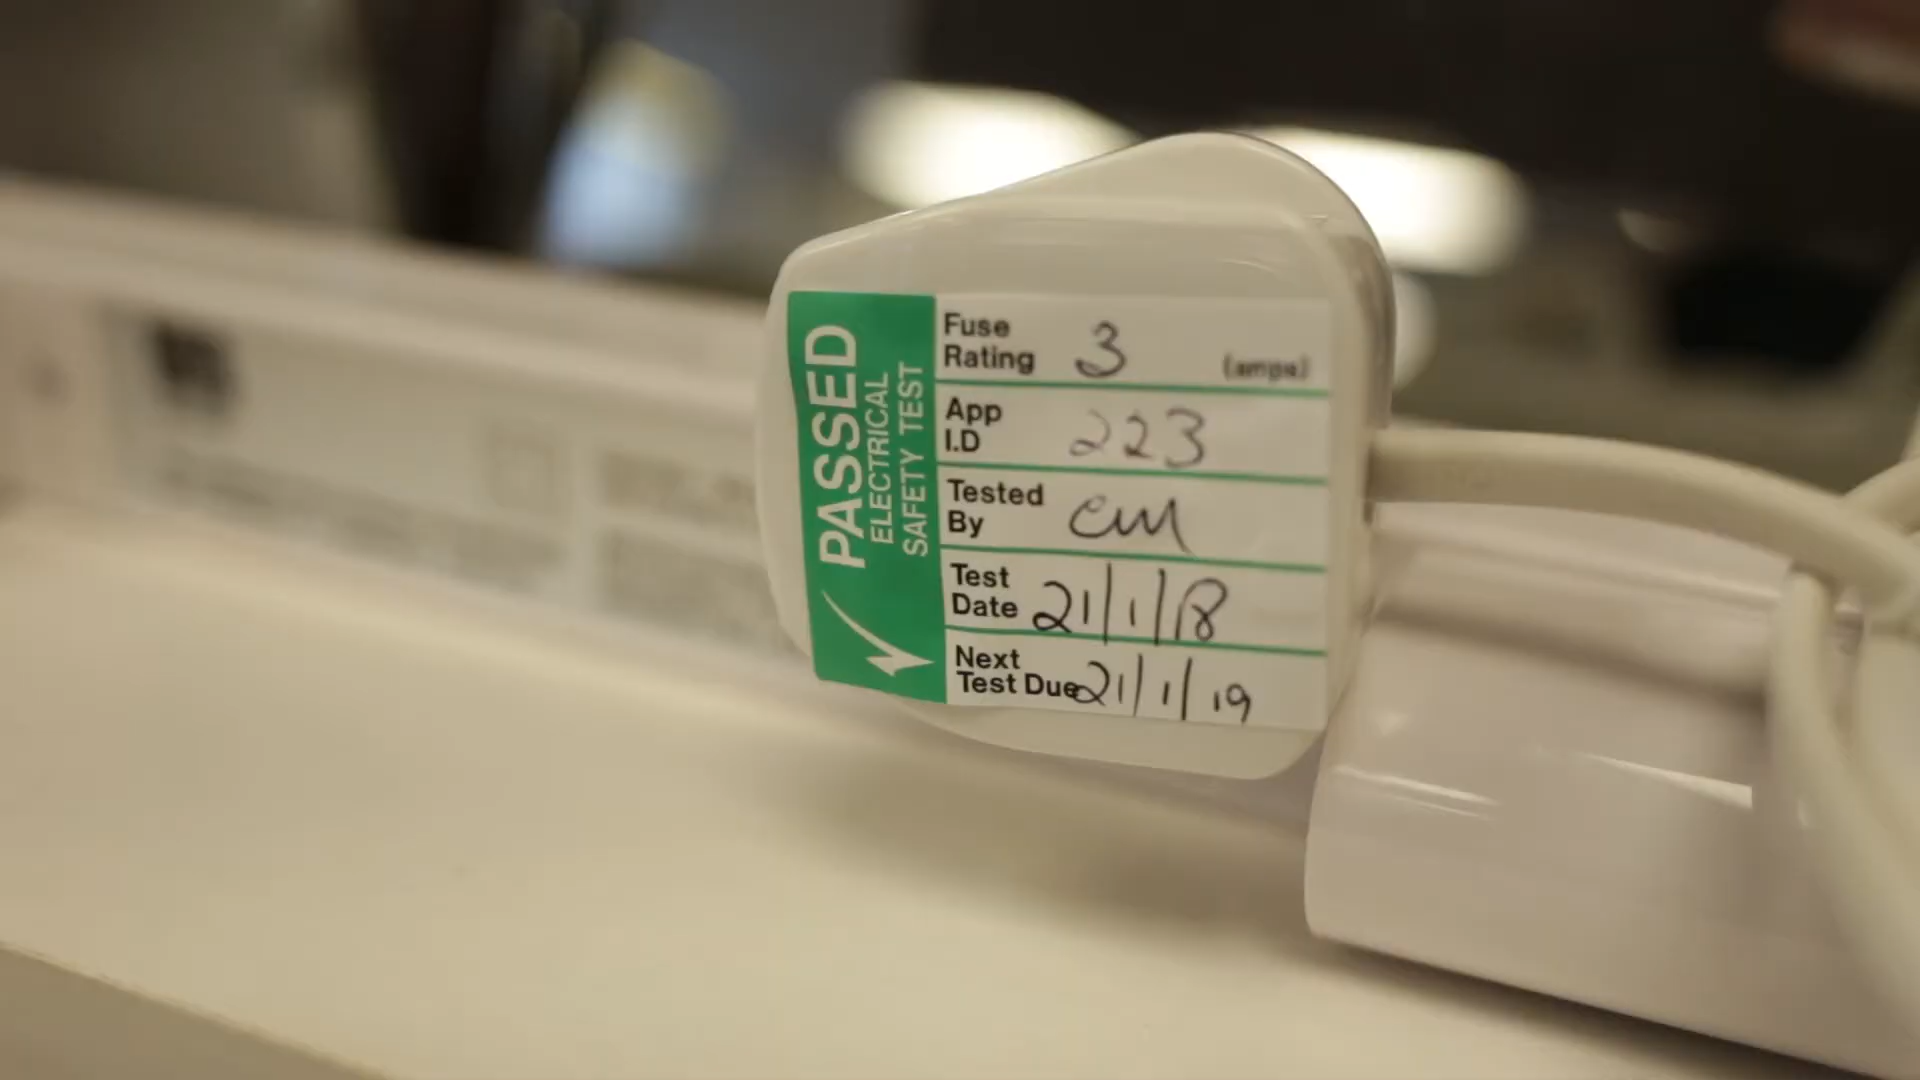 PASSED
ELECTRICAL
SAFETY TEST
Fuse
Rating 3 (amps)
App
I.D 223
Tested
By CM
Test
Date 21/1/18
Next
Test Due 21/1/19